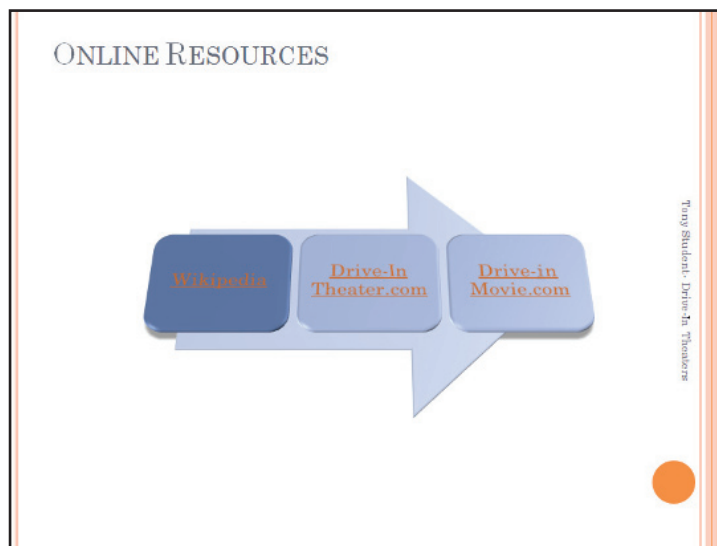 ONLINE RESOURCES
Wikipedia
Drive-In
Theater.com
Drive-in
Movie.com
Tony Student: Drive-In Theaters